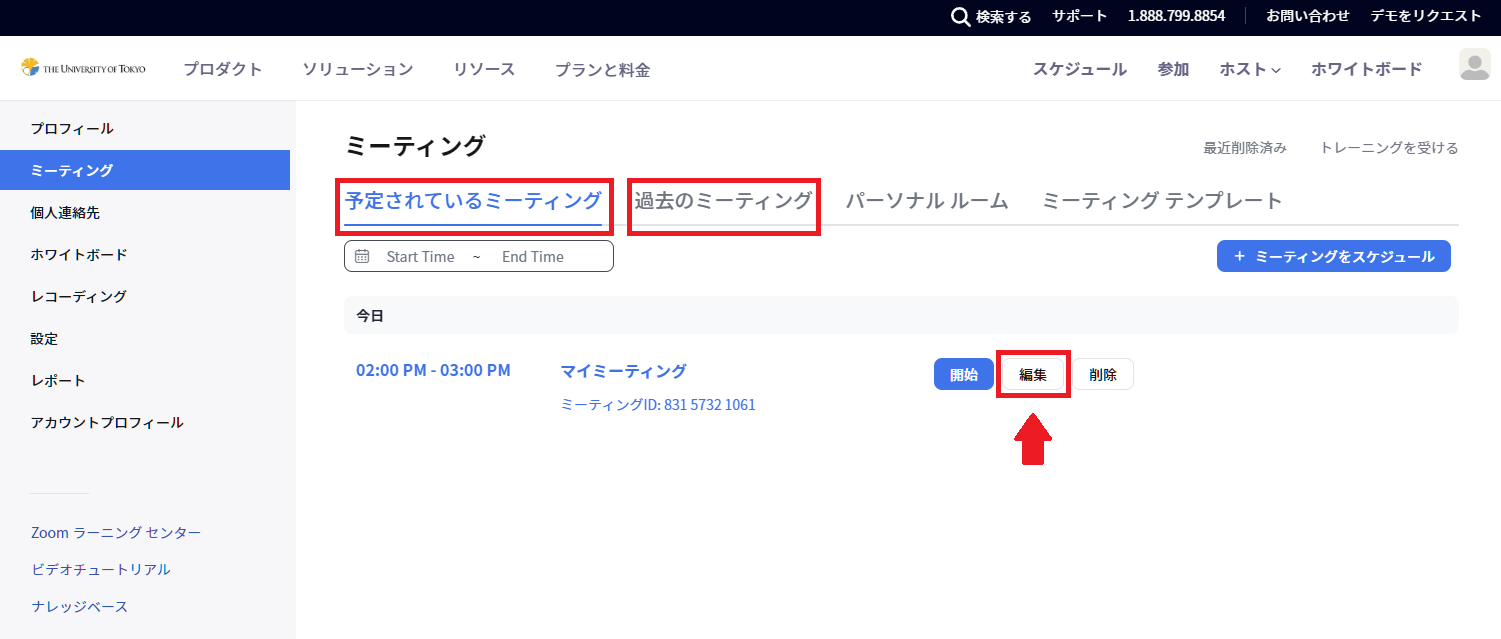 検索する サポート 1.888.799.8854 お問い合わせ デモをリクエスト
THE UNIVERSITY OF TOKYO プロダクト ソリューション リソース プランと料金 スケジュール 参加 ホスト ホワイトボード
プロフィール
ミーティング
個人連絡先
ホワイトボード
レコーディング
設定
レポート
アカウントプロフィール
Zoom ラーニング センター
ビデオチュートリアル
ナレッジベース
ミーティング
最近削除済み トレーニングを受ける
予定されているミーティング 過去のミーティング パーソナル ルーム ミーティング テンプレート
Start Time ~ End Time
+ ミーティングをスケジュール
今日
02:00 PM - 03:00 PM マイミーティング 開始 編集 削除
ミーティングID: 831 5732 1061